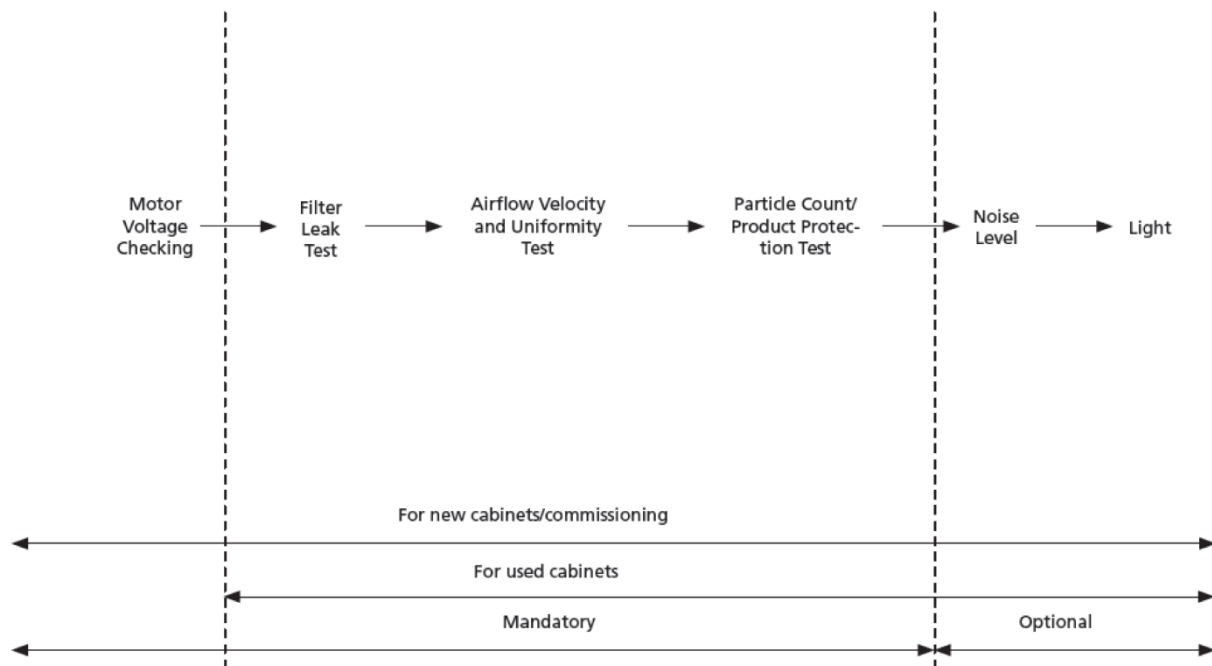 Motor
Voltage
Checking
Filter
Leak
Test
Airflow Velocity
and Uniformity
Test
Particle Count/
Product Protec-
tion Test
Noise
Level
Light
For new cabinets/commissioning
For used cabinets
Mandatory
Optional